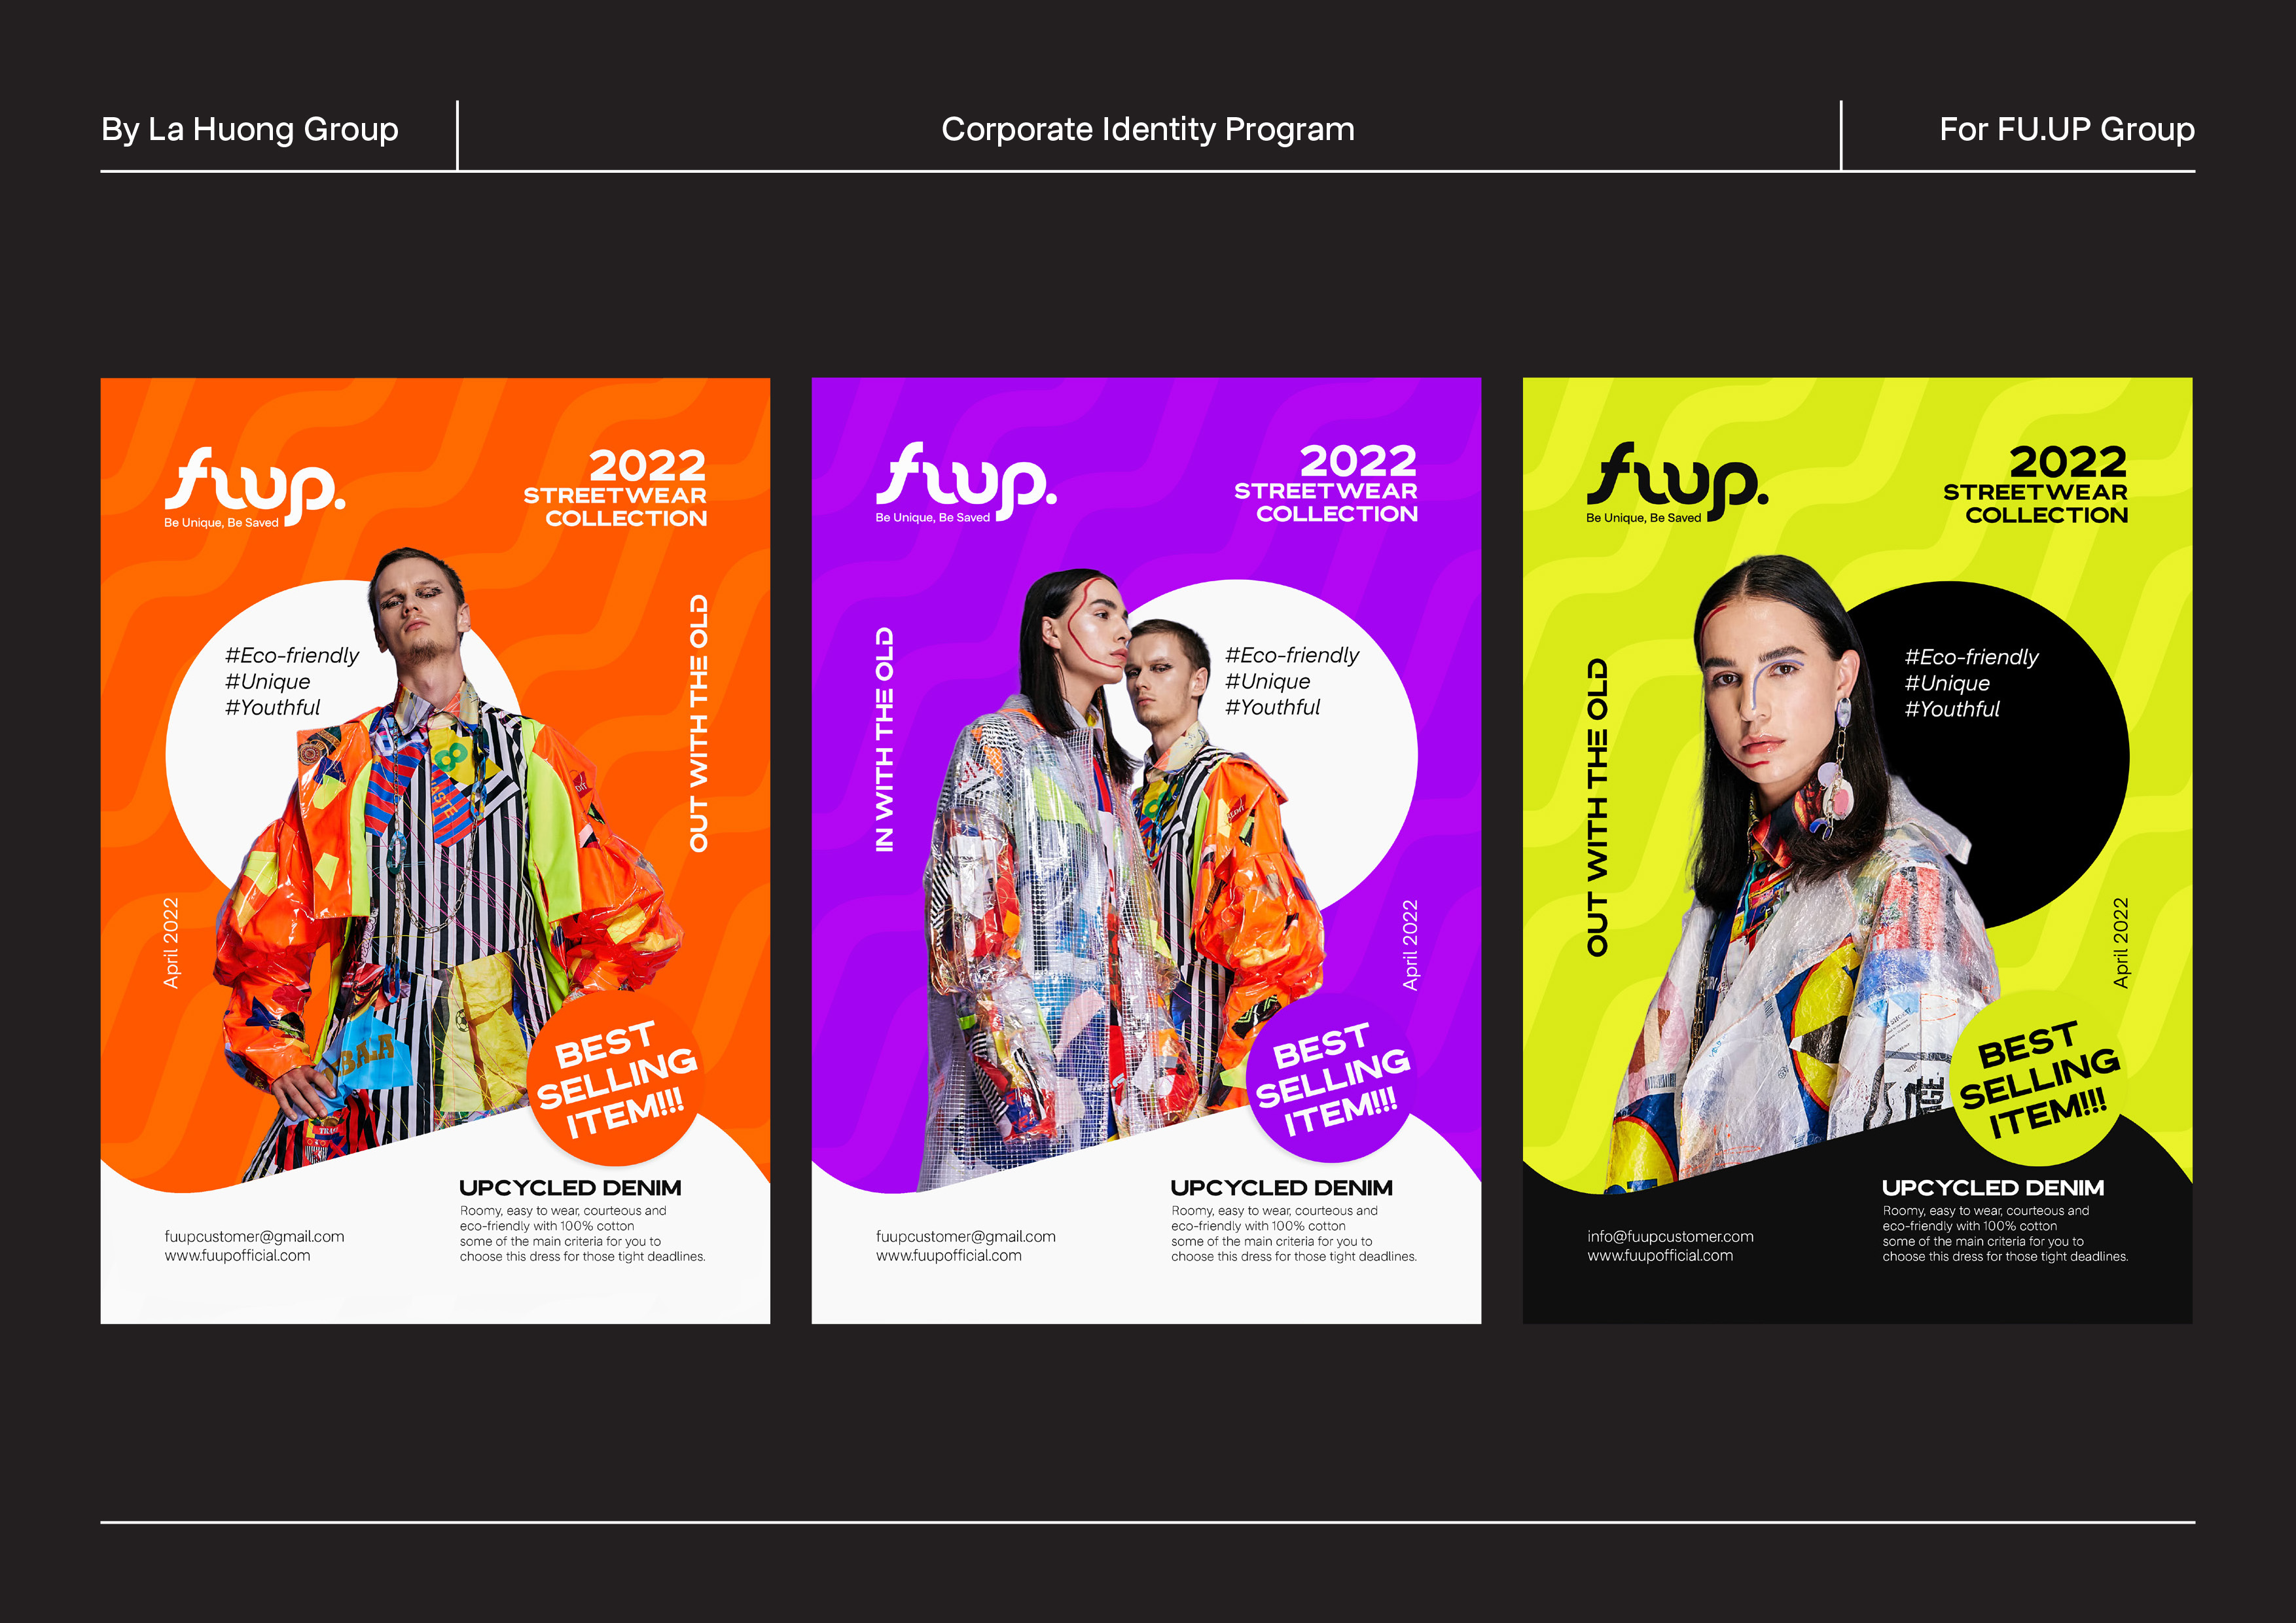 By La Huong Group
Corporate Identity Program
For FU.UP Group
fuup.
Be Unique, Be Saved
2022
STREETWEAR
COLLECTION
#Eco-friendly
#Unique
#Youthful
OUT WITH THE OLD
April 2022
BEST
SELLING
ITEM!!!
UPCYCLED DENIM
Roomy, easy to wear, courteous and
eco-friendly with 100% cotton
some of the main criteria for you to
choose this dress for those tight deadlines.
fuupcustomer@gmail.com
www.fuupofficial.com
fuup.
Be Unique, Be Saved
2022
STREETWEAR
COLLECTION
IN WITH THE OLD
#Eco-friendly
#Unique
#Youthful
April 2022
BEST
SELLING
ITEM!!!
UPCYCLED DENIM
Roomy, easy to wear, courteous and
eco-friendly with 100% cotton
some of the main criteria for you to
choose this dress for those tight deadlines.
fuupcustomer@gmail.com
www.fuupofficial.com
fuup.
Be Unique, Be Saved
2022
STREETWEAR
COLLECTION
OUT WITH THE OLD
#Eco-friendly
#Unique
#Youthful
April 2022
BEST
SELLING
ITEM!!!
UPCYCLED DENIM
Roomy, easy to wear, courteous and
eco-friendly with 100% cotton
some of the main criteria for you to
choose this dress for those tight deadlines.
info@fuupcustomer.com
www.fuupofficial.com